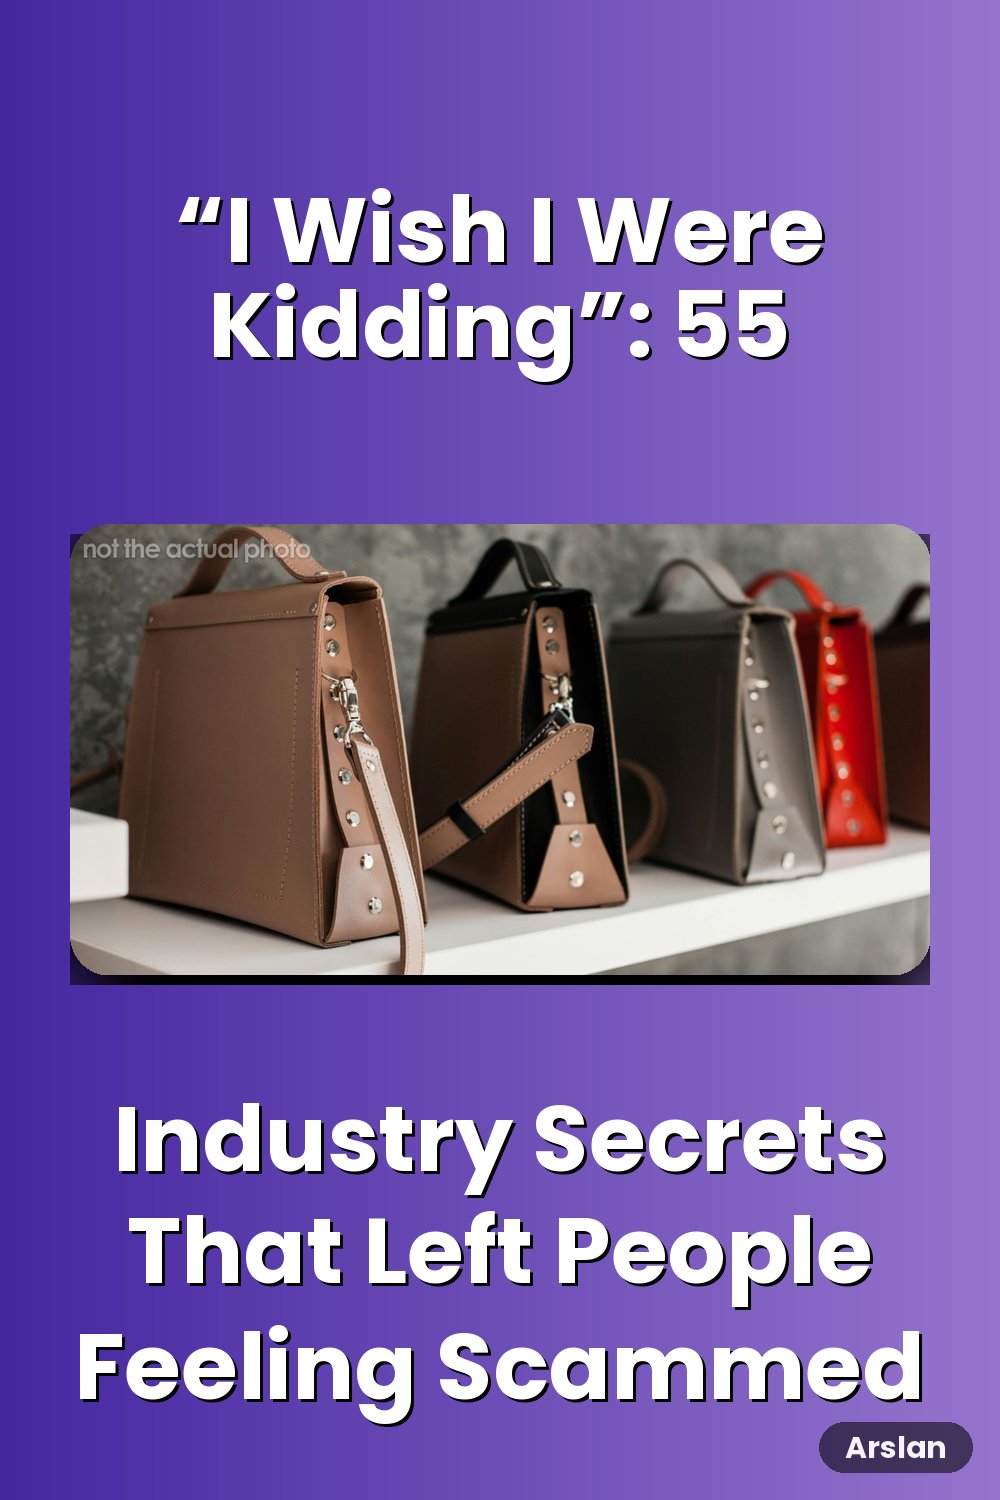 “I Wish I Were
Kidding”: 55
not the actual photo
Industry Secrets
That Left People
Feeling Scammed
Arslan